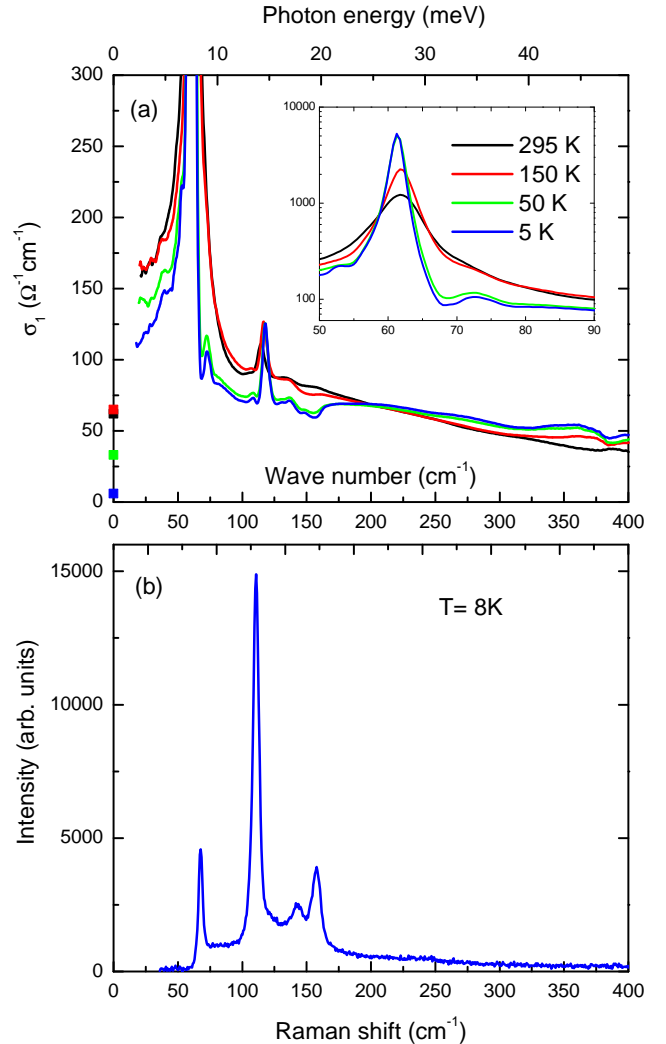 Photon energy (meV)
0 10 20 30 40
300
250
200
150
100
50
0
σ₁ (Ω⁻¹cm⁻¹)
(a)
10000
1000
100
50 60 70 80 90
295 K
150 K
50 K
5 K
Wave number (cm⁻¹)
0 50 100 150 200 250 300 350 400
15000
10000
5000
0
Intensity (arb. units)
(b)
T= 8K
0 50 100 150 200 250 300 350 400
Raman shift (cm⁻¹)